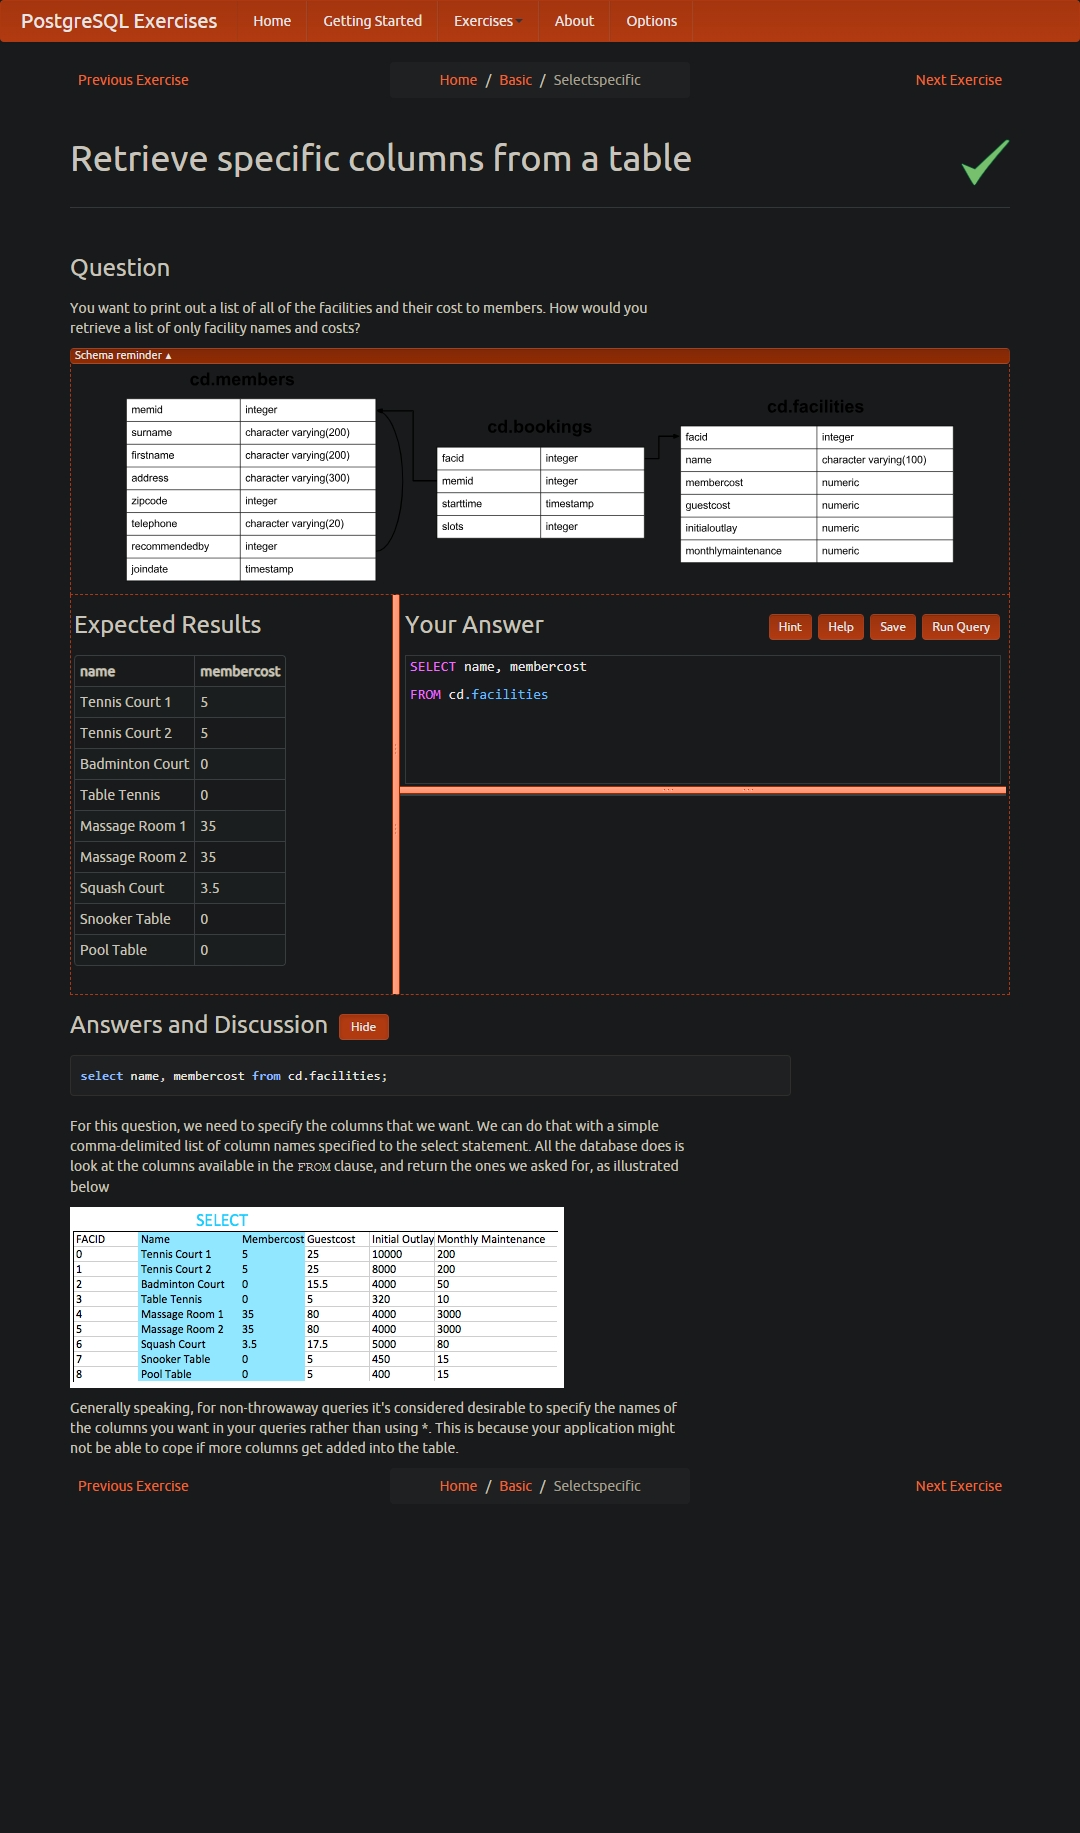 PostgreSQL Exercises Home Getting Started Exercises About Options
Previous Exercise Home / Basic / Selectspecific Next Exercise
Retrieve specific columns from a table
Question
You want to print out a list of all of the facilities and their cost to members. How would you
retrieve a list of only facility names and costs?
Schema reminder ▴
cd.members
memid integer
surname character varying(200)
firstname character varying(200)
address character varying(300)
zipcode integer
telephone character varying(20)
recommendedby integer
joindate timestamp
cd.bookings
facid integer
memid integer
starttime timestamp
slots integer
cd.facilities
facid integer
name character varying(100)
membercost numeric
guestcost numeric
initialoutlay numeric
monthlymaintenance numeric
Expected Results
name membercost
Tennis Court 1 5
Tennis Court 2 5
Badminton Court 0
Table Tennis 0
Massage Room 1 35
Massage Room 2 35
Squash Court 3.5
Snooker Table 0
Pool Table 0
Your Answer Hint Help Save Run Query
SELECT name, membercost
FROM cd.facilities
Answers and Discussion Hide
select name, membercost from cd.facilities;
For this question, we need to specify the columns that we want. We can do that with a simple
comma-delimited list of column names specified to the select statement. All the database does is
look at the columns available in the FROM clause, and return the ones we asked for, as illustrated
below
SELECT
FACID Name Membercost Guestcost Initial Outlay Monthly Maintenance
0 Tennis Court 1 5 25 10000 200
1 Tennis Court 2 5 25 8000 200
2 Badminton Court 0 15.5 4000 50
3 Table Tennis 0 5 320 10
4 Massage Room 1 35 80 4000 3000
5 Massage Room 2 35 80 4000 3000
6 Squash Court 3.5 17.5 5000 80
7 Snooker Table 0 5 450 15
8 Pool Table 0 5 400 15
Generally speaking, for non-throwaway queries it's considered desirable to specify the names of
the columns you want in your queries rather than using *. This is because your application might
not be able to cope if more columns get added into the table.
Previous Exercise Home / Basic / Selectspecific Next Exercise